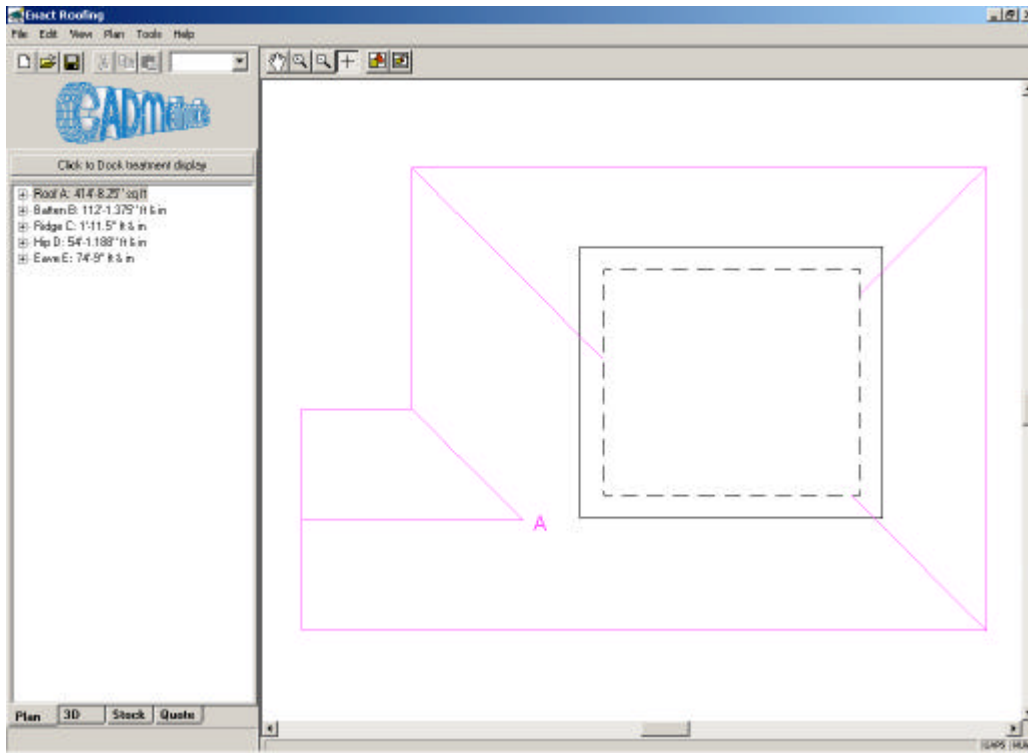 Exact Roofing
File Edit View Plan Tools Help
CADM
Click to Dock treatment display
Roof A: 414'-8.25" sq ft
Batten B: 112'-1.375" ft & in
Ridge C: 1'-11.5" ft & in
Hip D: 54'-1.188" ft & in
Eave E: 74'-9" ft & in
A
Plan 3D Stock Quote
CAPS